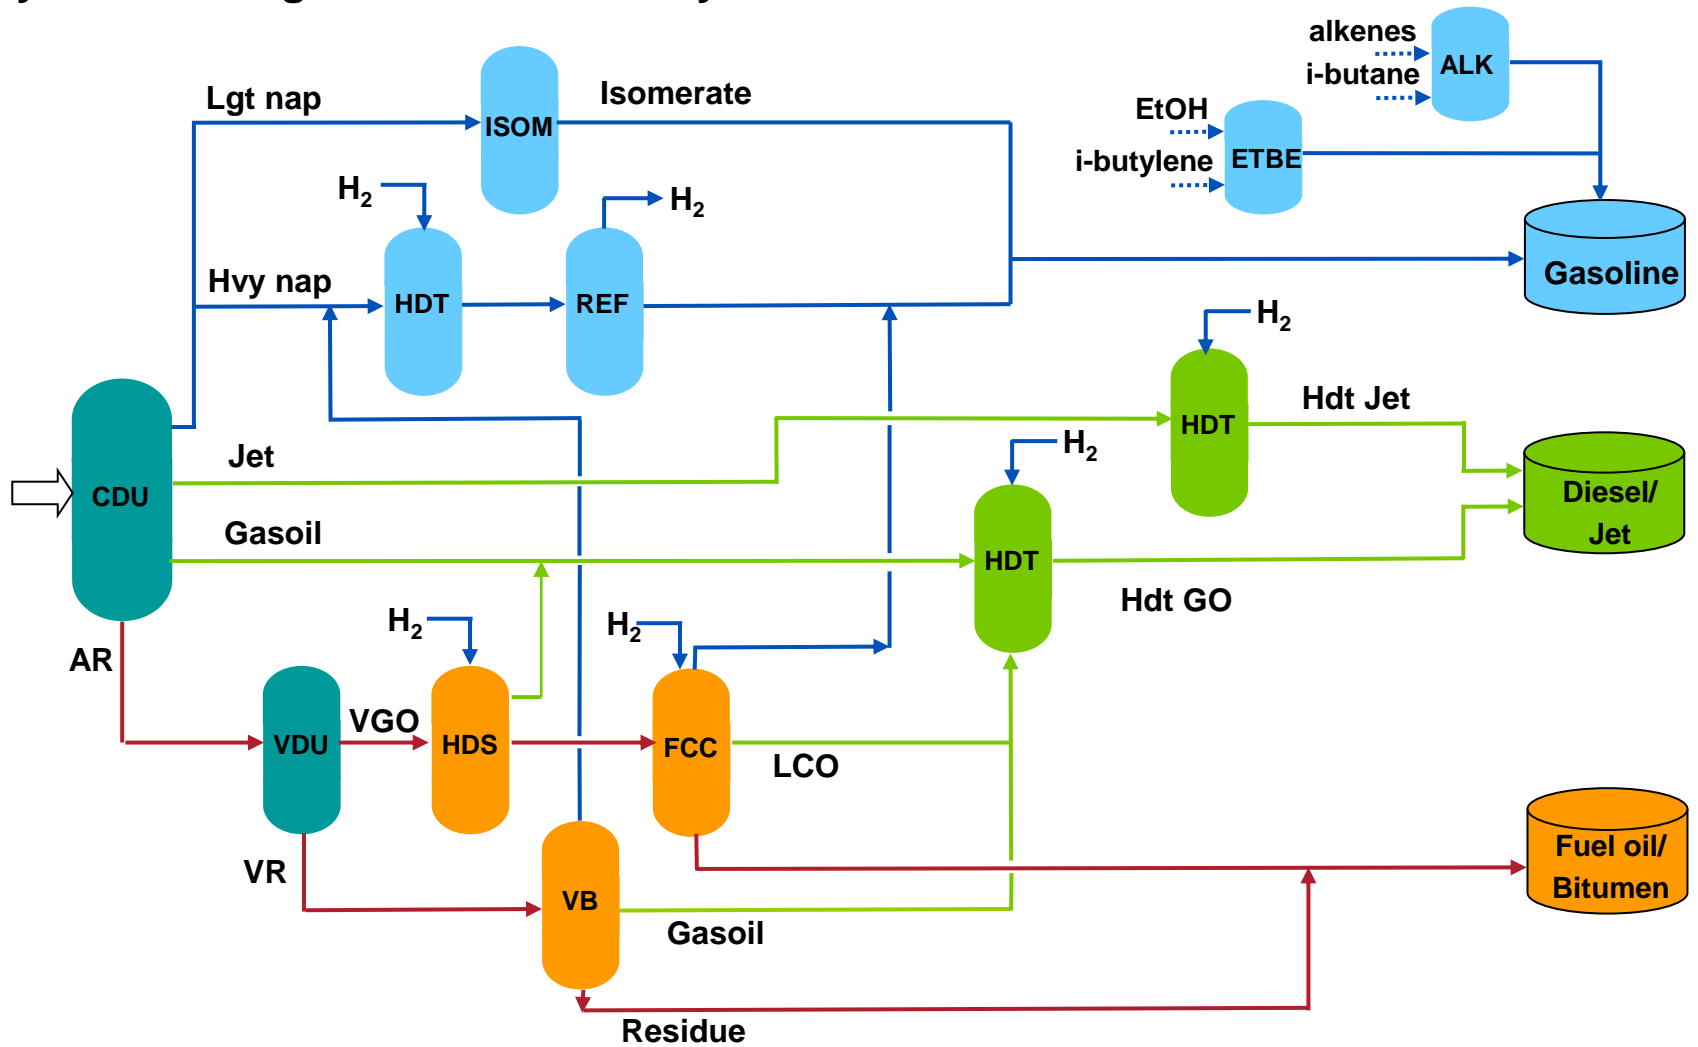 alkenes
ALK
i-butane
Lgt nap
Isomerate
EtOH
ISOM
i-butylene
ETBE
H2
H2
Hvy nap
HDT
REF
Gasoline
H2
Hdt Jet
HDT
H2
Jet
CDU
Diesel/
Jet
Gasoil
HDT
Hdt GO
H2
H2
AR
VGO
VDU
HDS
FCC
LCO
VR
VB
Fuel oil/
Bitumen
Gasoil
Residue